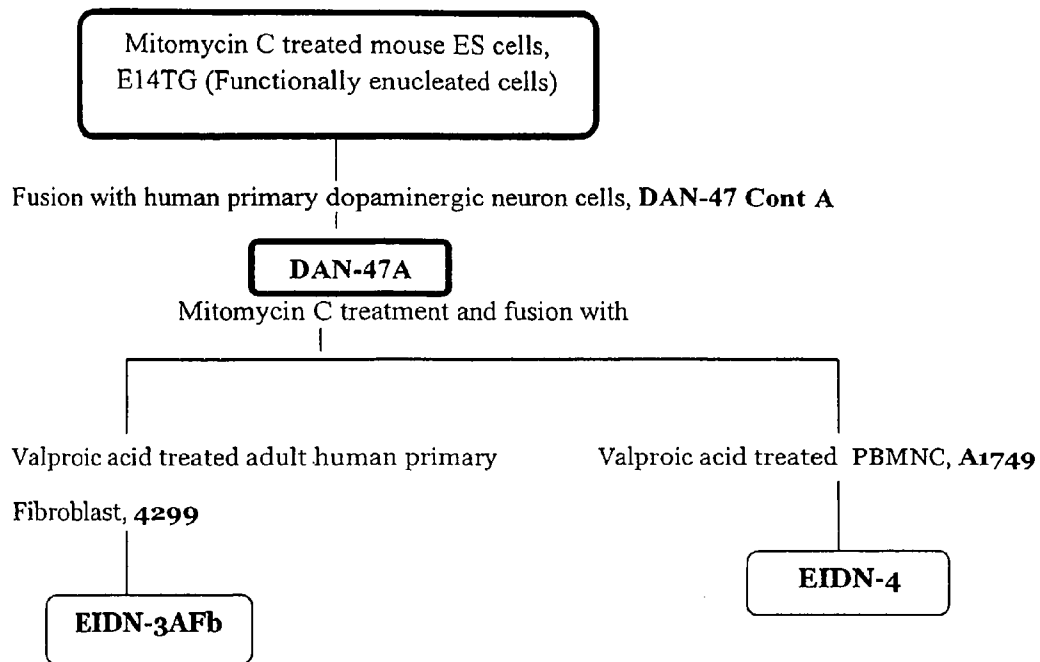 Mitomycin C treated mouse ES cells,
E14TG (Functionally enucleated cells)
Fusion with human primary dopaminergic neuron cells, DAN-47 Cont A
DAN-47A
Mitomycin C treatment and fusion with
Valproic acid treated adult human primary
Fibroblast, 4299
EIDN-3AFb
Valproic acid treated PBMNC, A1749
EIDN-4